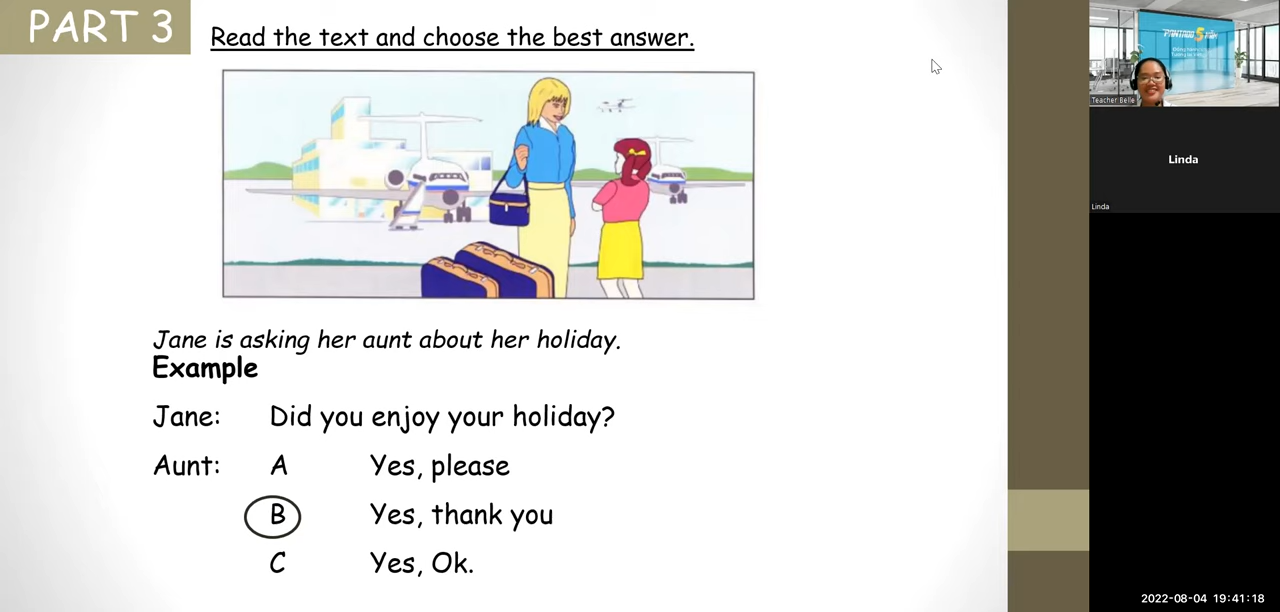 PART 3
Read the text and choose the best answer.
Jane is asking her aunt about her holiday.
Example
Jane: Did you enjoy your holiday?
Aunt: A Yes, please
B Yes, thank you
C Yes, Ok.
Teacher Belle
Linda
Linda
2022-08-04 19:41:18